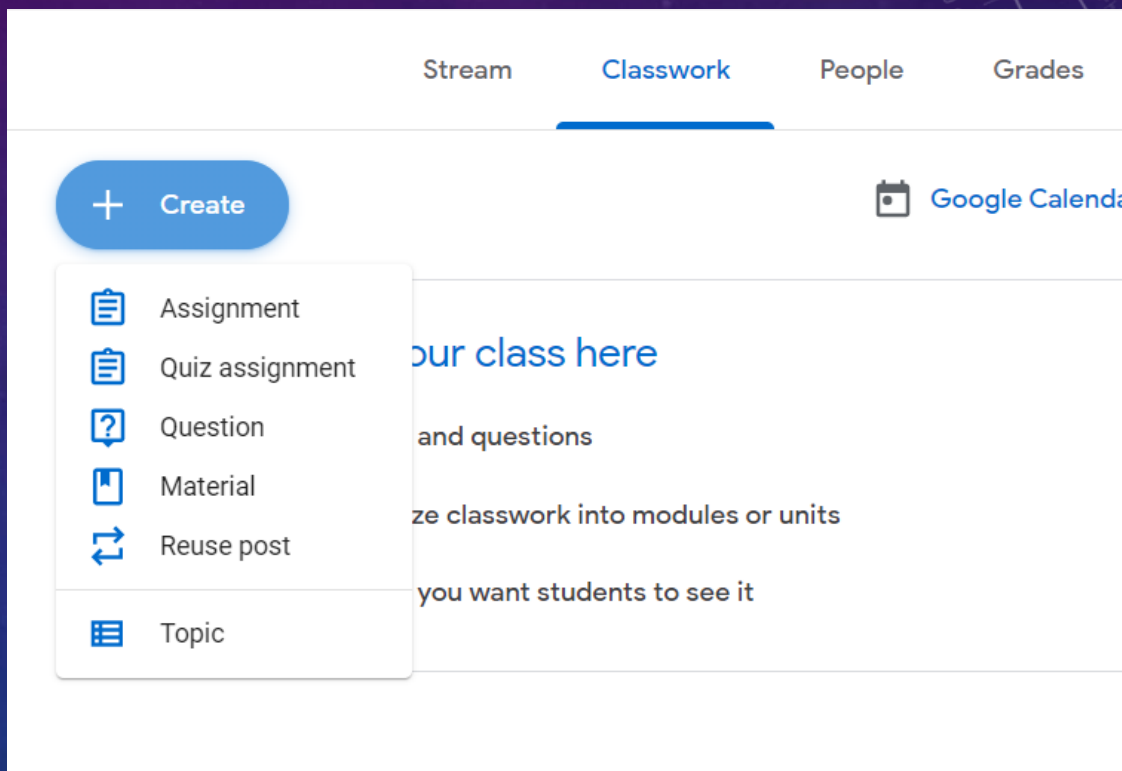 Stream Classwork People Grades
Create
Google Calenda
Assignment
Quiz assignment
Question
Material
Reuse post
Topic
our class here
and questions
ze classwork into modules or units
you want students to see it